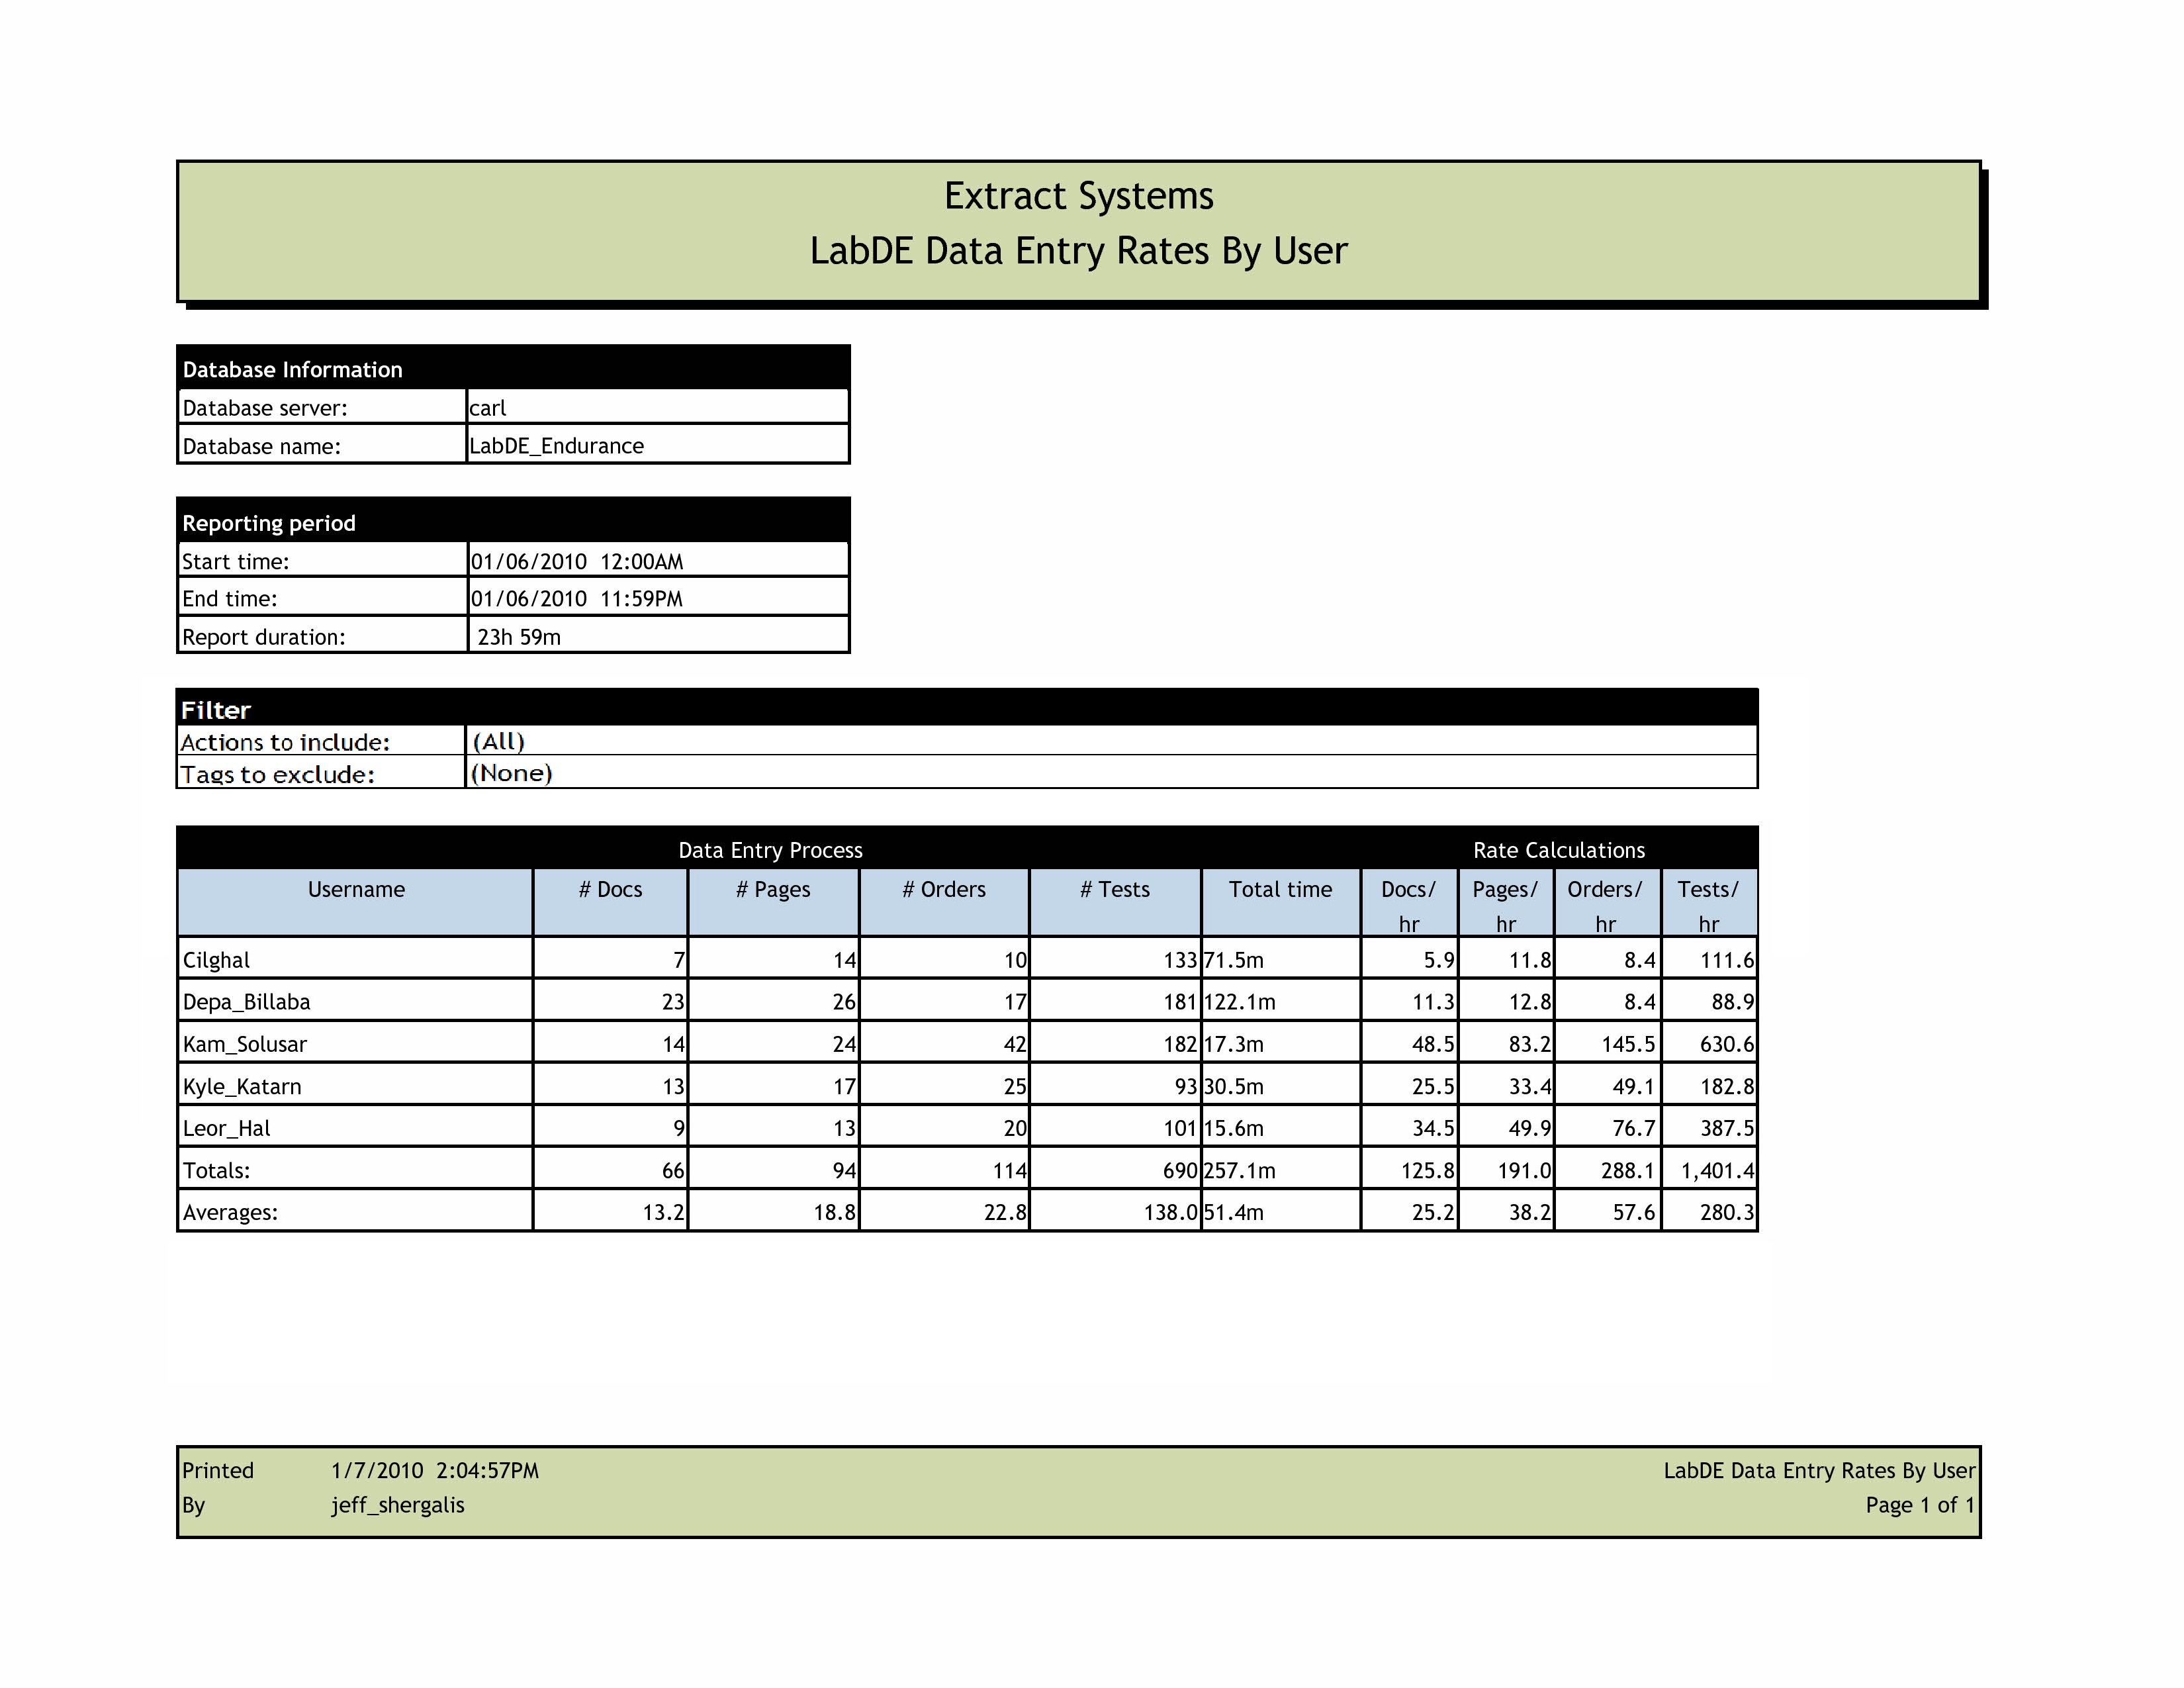 Extract Systems
LabDE Data Entry Rates By User
Database Information
Database server: carl
Database name: LabDE_Endurance
Reporting period
Start time: 01/06/2010 12:00AM
End time: 01/06/2010 11:59PM
Report duration: 23h 59m
Filter
Actions to include: (All)
Tags to exclude: (None)
Data Entry Process Rate Calculations
Username # Docs # Pages # Orders # Tests Total time Docs/ Pages/ Orders/ Tests/
hr hr hr hr
Cilghal 7 14 10 133 71.5m 5.9 11.8 8.4 111.6
Depa_Billaba 23 26 17 181 122.1m 11.3 12.8 8.4 88.9
Kam_Solusar 14 24 42 182 17.3m 48.5 83.2 145.5 630.6
Kyle_Katarn 13 17 25 93 30.5m 25.5 33.4 49.1 182.8
Leor_Hal 9 13 20 101 15.6m 34.5 49.9 76.7 387.5
Totals: 66 94 114 690 257.1m 125.8 191.0 288.1 1,401.4
Averages: 13.2 18.8 22.8 138.0 51.4m 25.2 38.2 57.6 280.3
Printed 1/7/2010 2:04:57PM LabDE Data Entry Rates By User
By jeff_shergalis Page 1 of 1